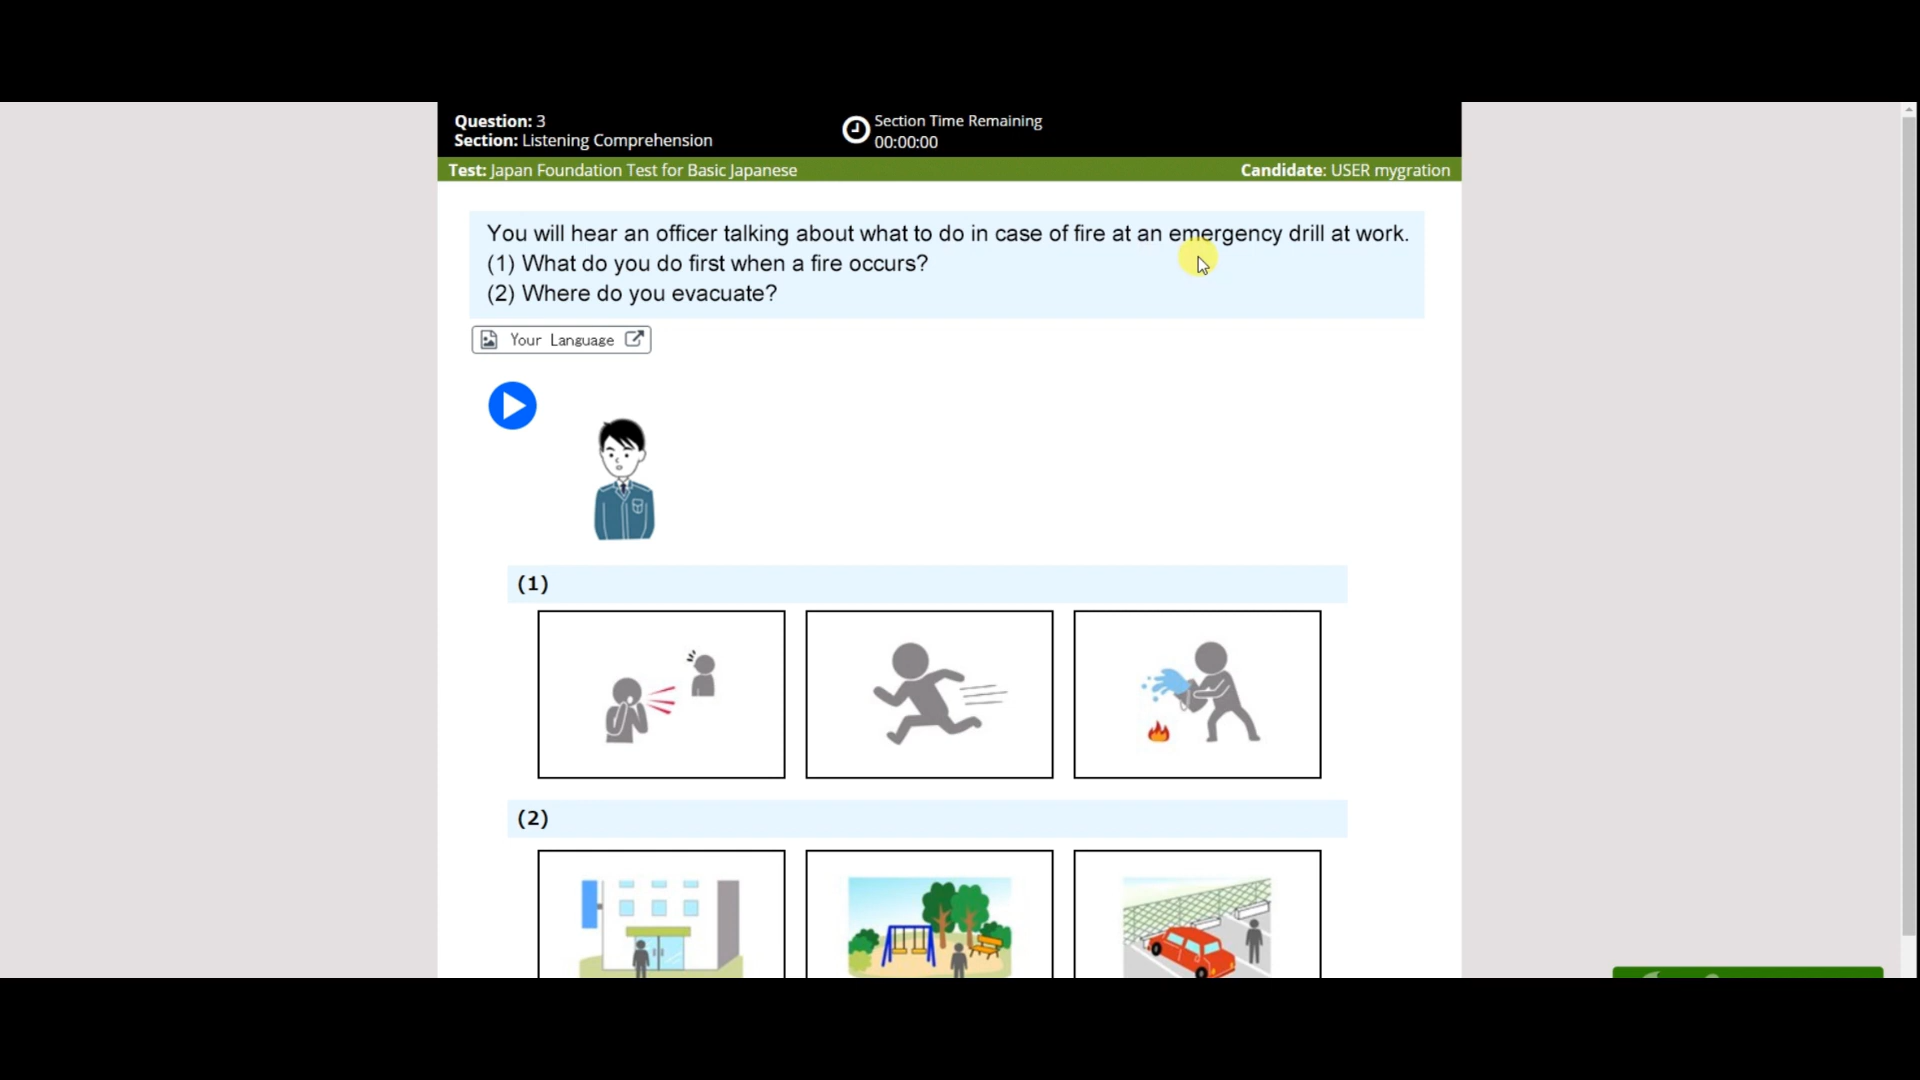 Question: 3
Section: Listening Comprehension
Section Time Remaining
00:00:00
Test: Japan Foundation Test for Basic Japanese
Candidate: USER mygration
You will hear an officer talking about what to do in case of fire at an emergency drill at work.
(1) What do you do first when a fire occurs?
(2) Where do you evacuate?
Your Language
(1)
(2)